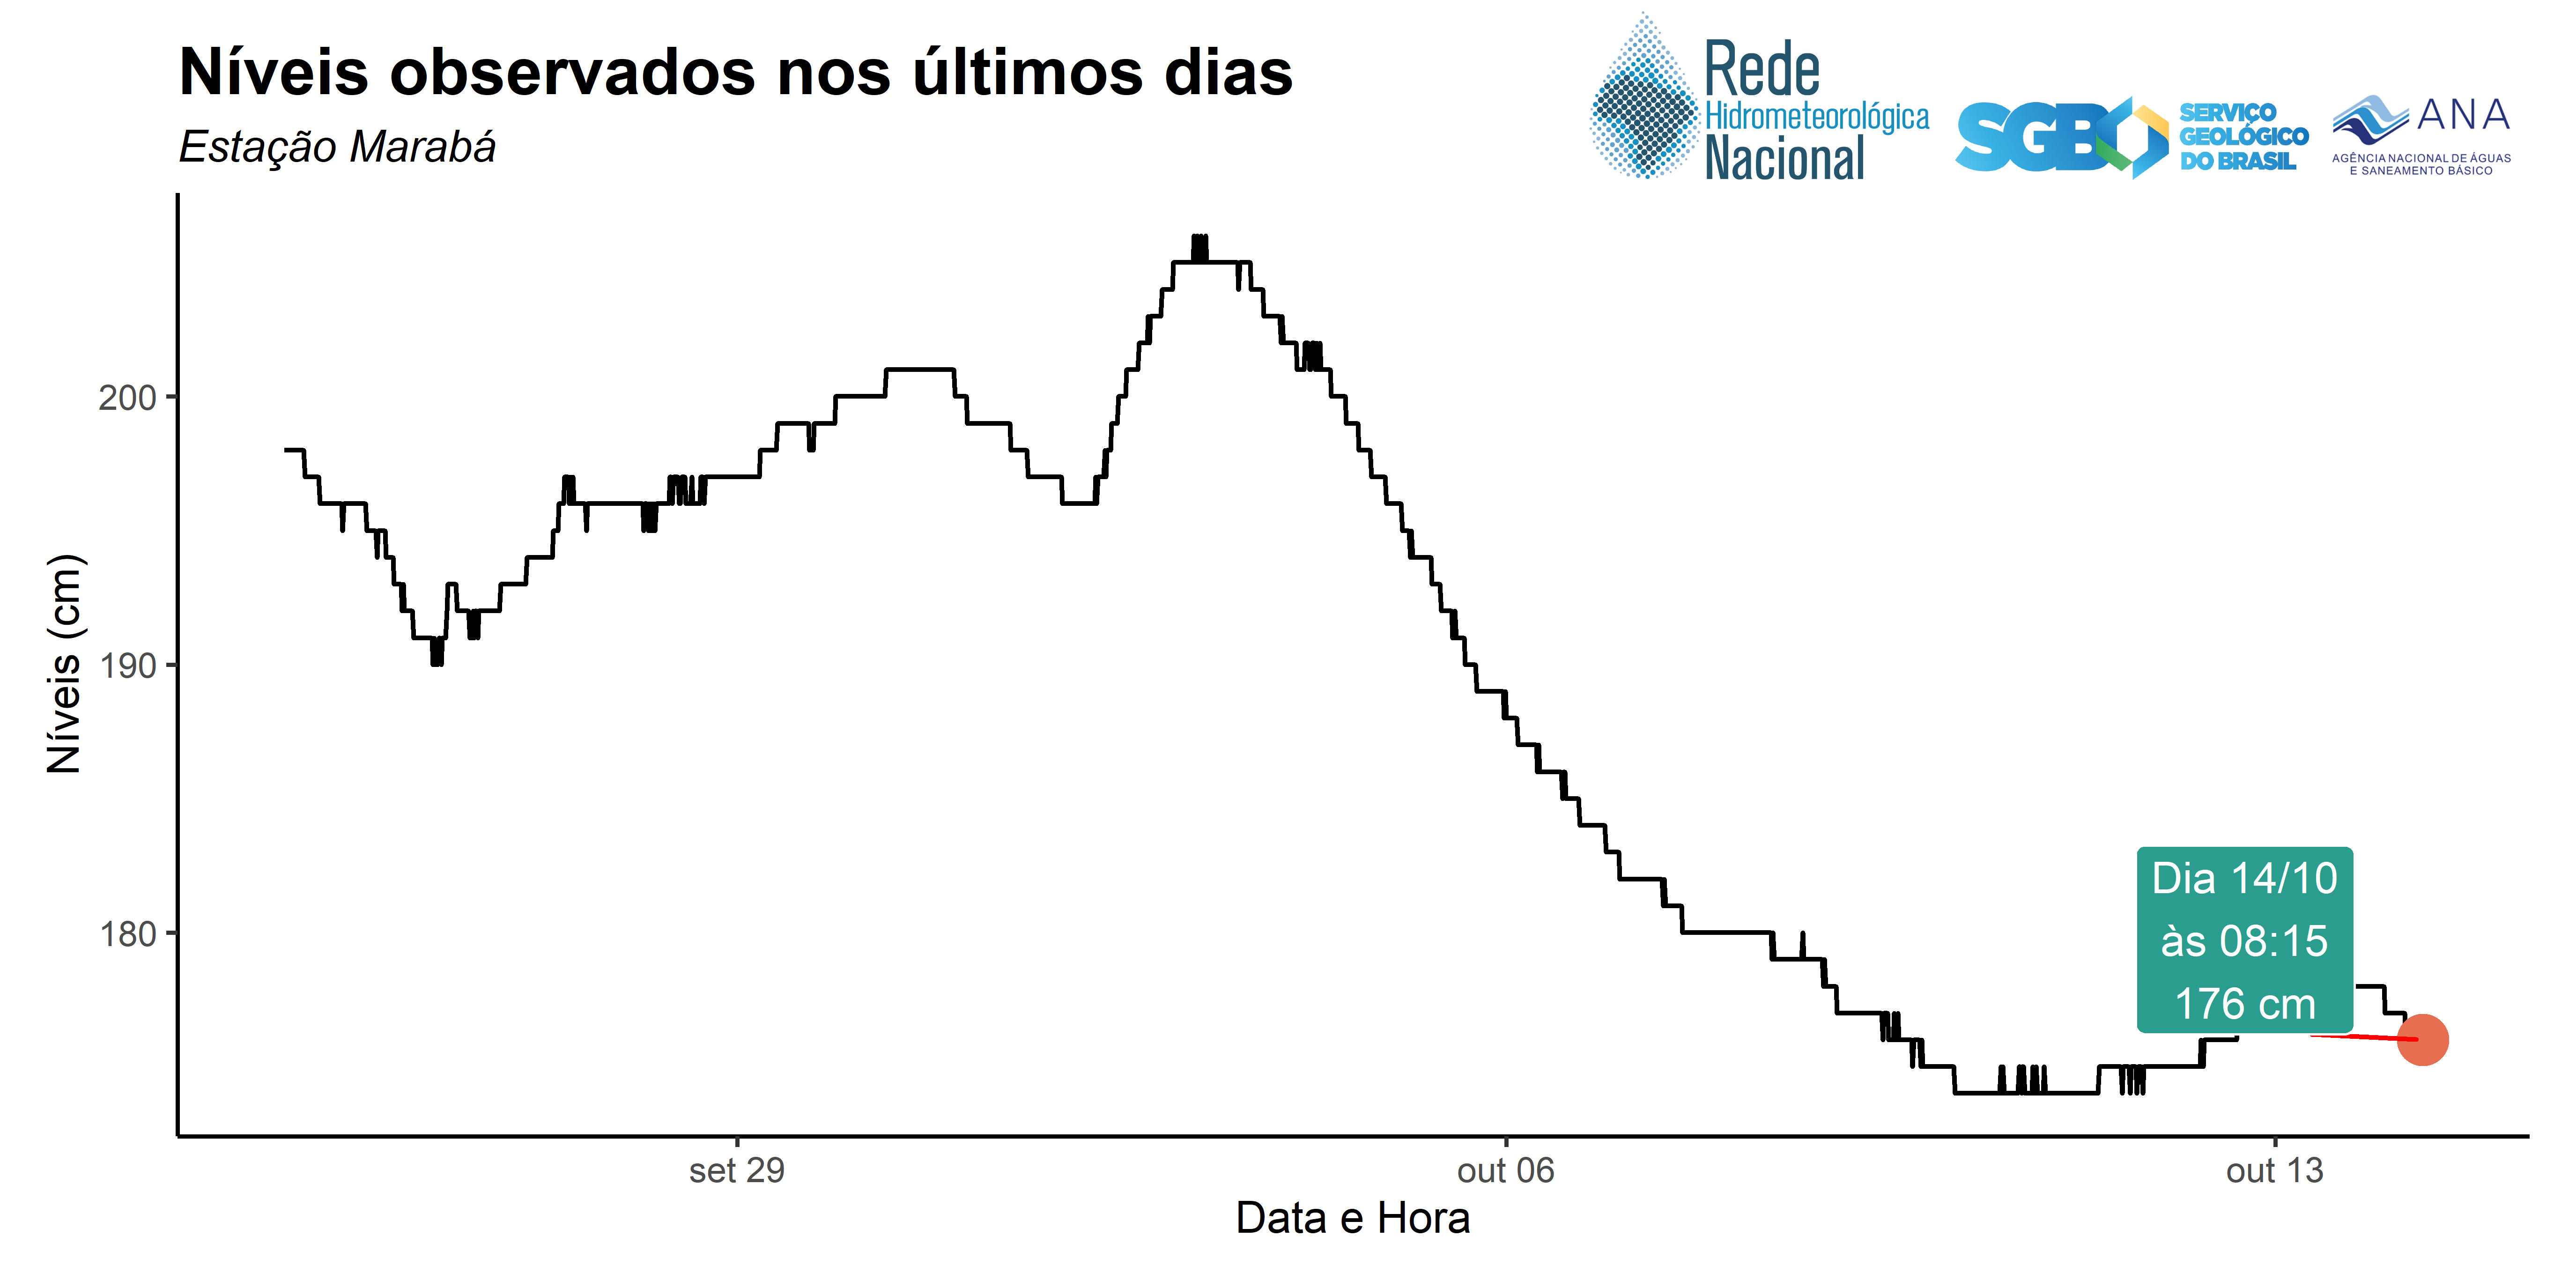 Níveis observados nos últimos dias
Estação Marabá
Rede
Hidrometeorológica
Nacional
SGB
SERVIÇO
GEOLÓGICO
DO BRASIL
ANA
AGÊNCIA NACIONAL DE ÁGUAS
E SANEAMENTO BÁSICO
Níveis (cm)
200
190
180
Dia 14/10
às 08:15
176 cm
set 29
out 06
out 13
Data e Hora